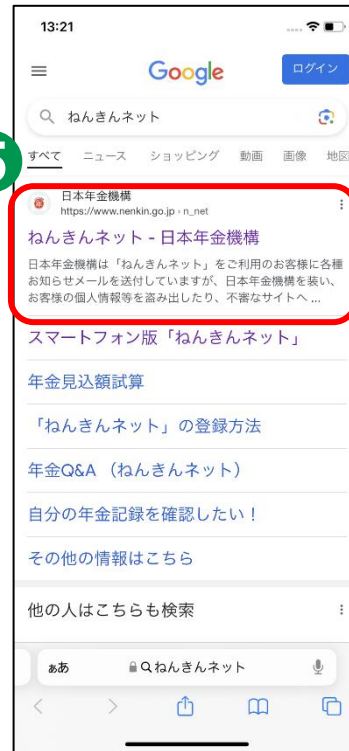 13:21
Google
ログイン
ねんきんネット
5
すべて ニュース ショッピング 動画 画像 地図
日本年金機構
https://www.nenkin.go.jp › n_net
ねんきんネット - 日本年金機構
日本年金機構は「ねんきんネット」をご利用のお客様に各種
お知らせメールを送付していますが、日本年金機構を装い、
お客様の個人情報等を盗み出したり、不審なサイトへ ...
スマートフォン版「ねんきんネット」
年金見込額試算
「ねんきんネット」の登録方法
年金Q&A （ねんきんネット）
自分の年金記録を確認したい！
その他の情報はこちら
他の人はこちらも検索
ぁあ ねんきんネット